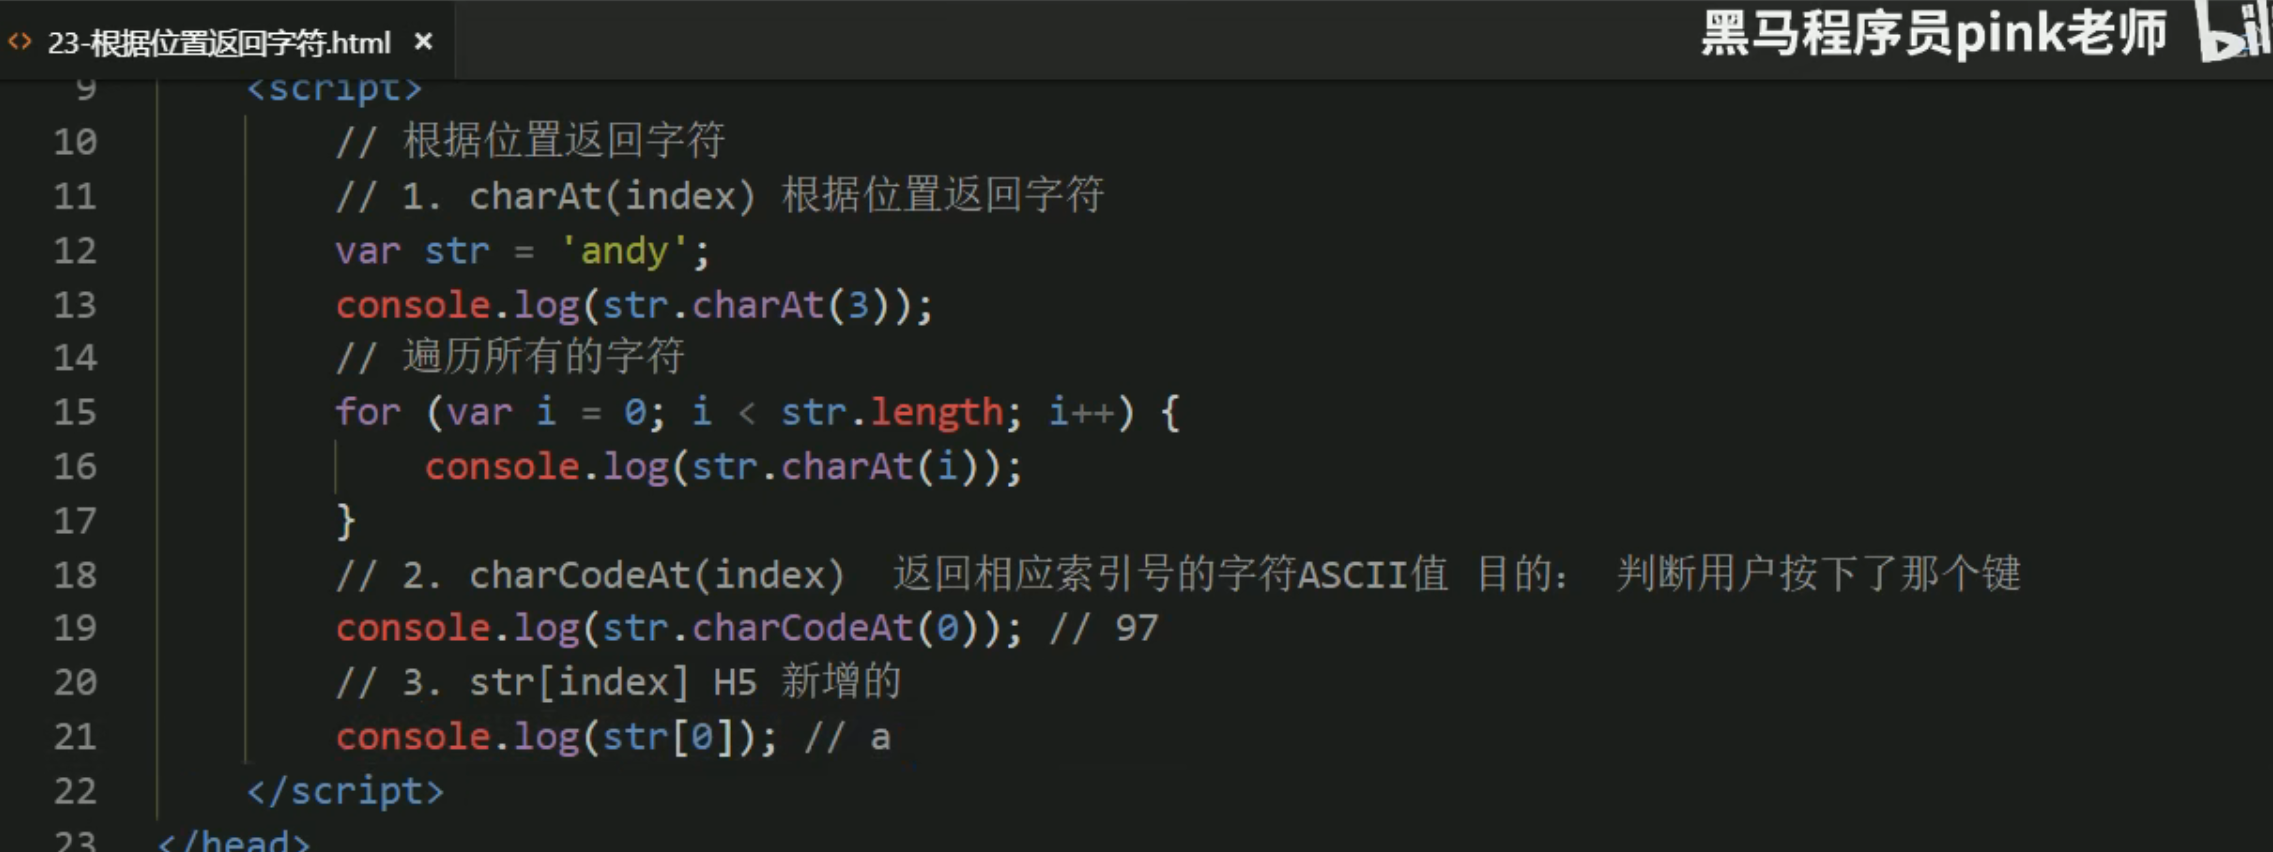 23-根据位置返回字符.html ×
黑马程序员pink老师
9 <script>
10 // 根据位置返回字符
11 // 1. charAt(index) 根据位置返回字符
12 var str = 'andy';
13 console.log(str.charAt(3));
14 // 遍历所有的字符
15 for (var i = 0; i < str.length; i++) {
16 console.log(str.charAt(i));
17 }
18 // 2. charCodeAt(index) 返回相应索引号的字符ASCII值 目的： 判断用户按下了那个键
19 console.log(str.charCodeAt(0)); // 97
20 // 3. str[index] H5 新增的
21 console.log(str[0]); // a
22 </script>
23 </head>